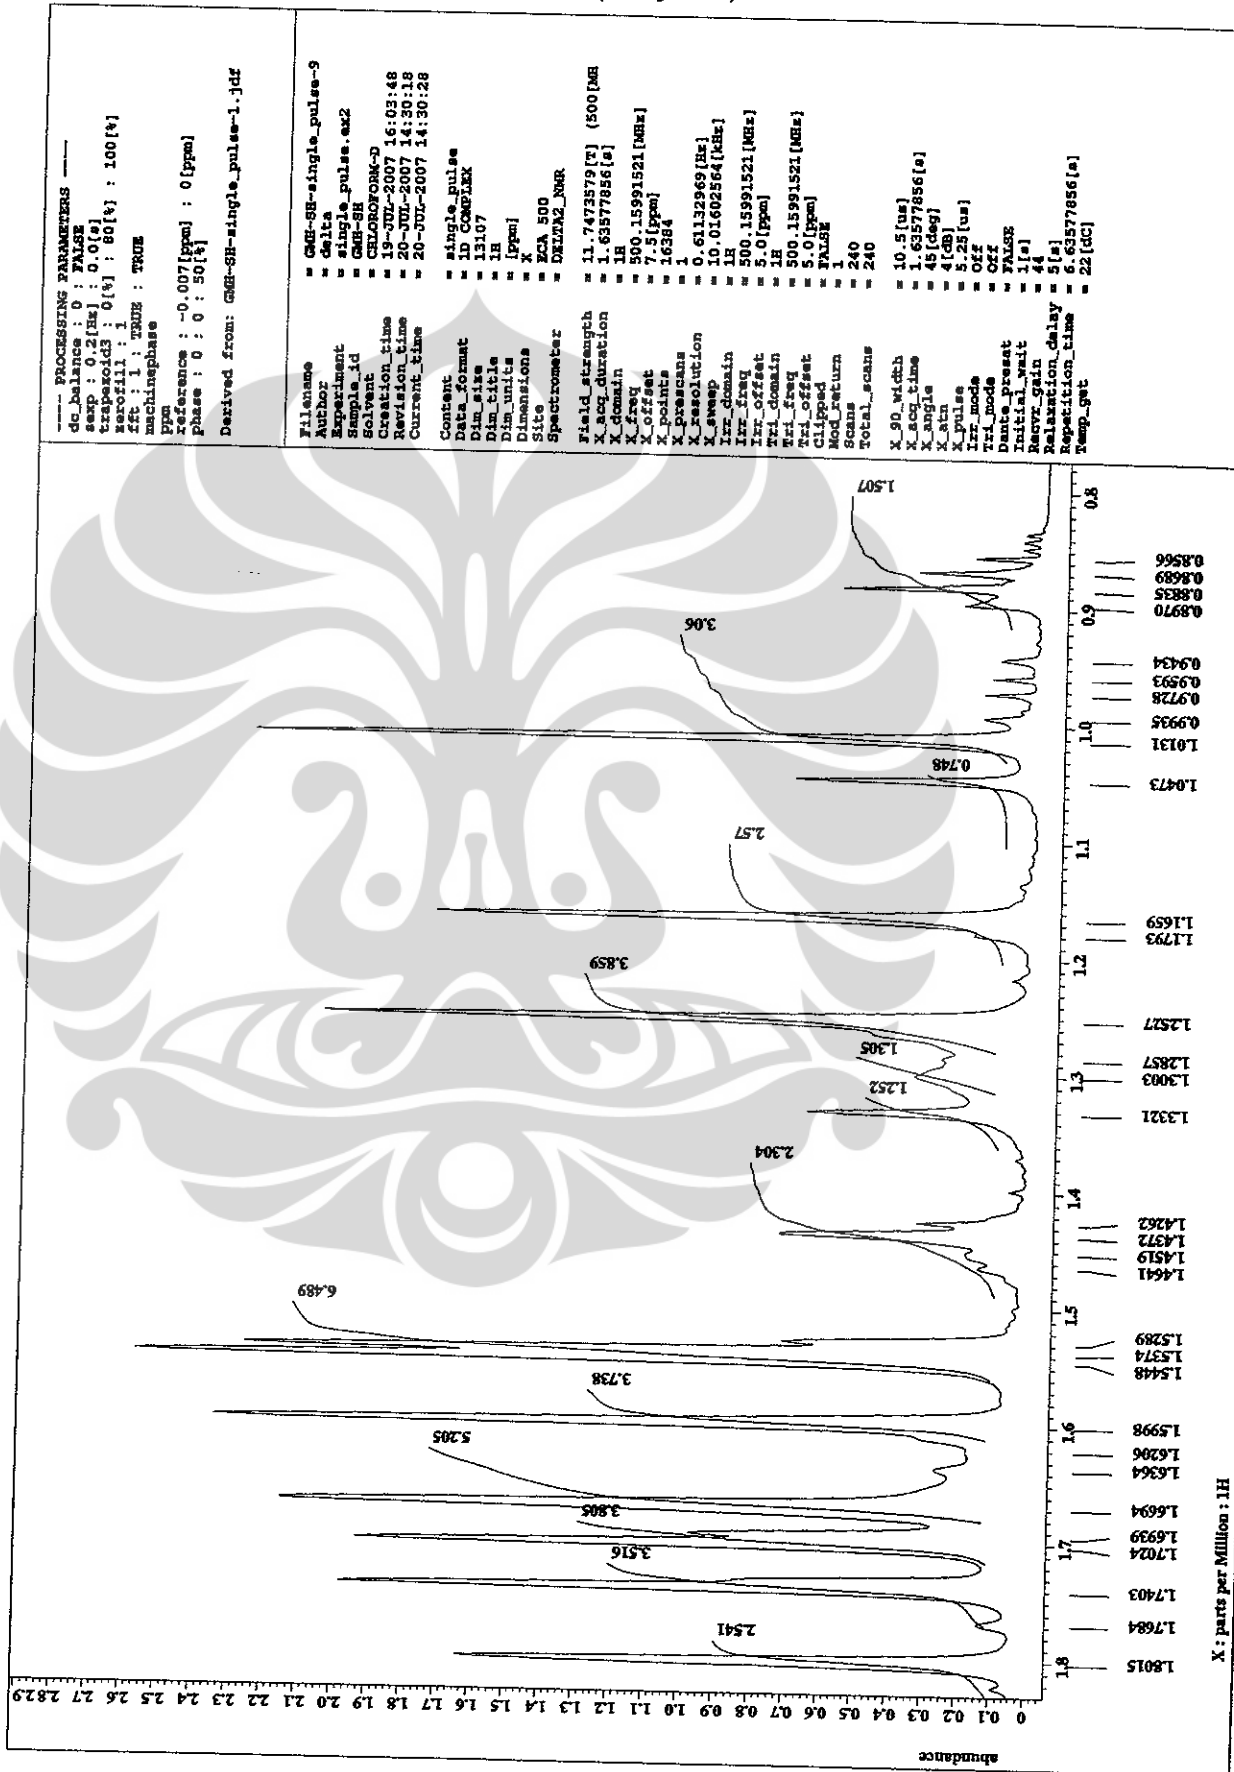 ---- PROCESSING PARAMETERS ----
dc_balance : 0 : FALSE
sexp : 0.2[Hz] : 0.0[s]
trapezoid3 : 0[%] : 80[%] : 100[%]
zerofill : 1
fft : 1 : TRUE : TRUE
machinephase
ppm
reference : -0.007[ppm] : 0[ppm]
phase : 0 : 0 : 50[%]
Derived from: GMH-SH-single_pulse-1.jdf
Filename = GMH-SH-single_pulse-9
Author = delta
Experiment = single_pulse.ex2
Sample_id = GMH-SH
Solvent = CHLOROFORM-D
Creation_time = 19-JUL-2007 16:03:48
Revision_time = 20-JUL-2007 14:30:18
Current_time = 20-JUL-2007 14:30:28
Content = single_pulse
Data_format = 1D COMPLEX
Dim_size = 13107
Dim_title = 1H
Dim_units = [ppm]
Dimensions = X
Site = ECA 500
Spectrometer = DELTA2_NMR
Field_strength = 11.7473579[T] (500[MH
X_acq_duration = 1.63577856[s]
X_domain = 1H
X_freq = 500.15991521[MHz]
X_offset = 7.5[ppm]
X_points = 16384
X_prescans = 1
X_resolution = 0.61132969[Hz]
X_sweep = 10.01602564[kHz]
Irr_domain = 1H
Irr_freq = 500.15991521[MHz]
Irr_offset = 5.0[ppm]
Tri_domain = 1H
Tri_freq = 500.15991521[MHz]
Tri_offset = 5.0[ppm]
Clipped = FALSE
Mod_return = 1
Scans = 240
Total_scans = 240
X_90_width = 10.5[us]
X_acq_time = 1.63577856[s]
X_angle = 45[deg]
X_atn = 4[dB]
X_pulse = 5.25[us]
Irr_mode = Off
Tri_mode = Off
Dante_presat = FALSE
Initial_wait = 1[s]
Recvr_gain = 44
Relaxation_delay = 5[s]
Repetition_time = 6.63577856[s]
Temp_get = 22[dC]
abundance
0 0.1 0.2 0.3 0.4 0.5 0.6 0.7 0.8 0.9 1.0 1.1 1.2 1.3 1.4 1.5 1.6 1.7 1.8 1.9 2.0 2.1 2.2 2.3 2.4 2.5 2.6 2.7 2.8 2.9
2.541
3.516
3.805
5.205
3.738
6.489
2.304
1.252
1.305
3.859
2.57
0.748
3.06
1.507
1.8 1.7 1.6 1.5 1.4 1.3 1.2 1.1 1.0 0.9 0.8
1.8015
1.7684
1.7403
1.7024
1.6939
1.6694
1.6364
1.6206
1.5998
1.5448
1.5374
1.5289
1.4641
1.4519
1.4372
1.4262
1.3321
1.3003
1.2857
1.2527
1.1793
1.1659
1.0473
1.0131
0.9935
0.9728
0.9593
0.9434
0.8970
0.8835
0.8689
0.8566
X : parts per Million : 1H